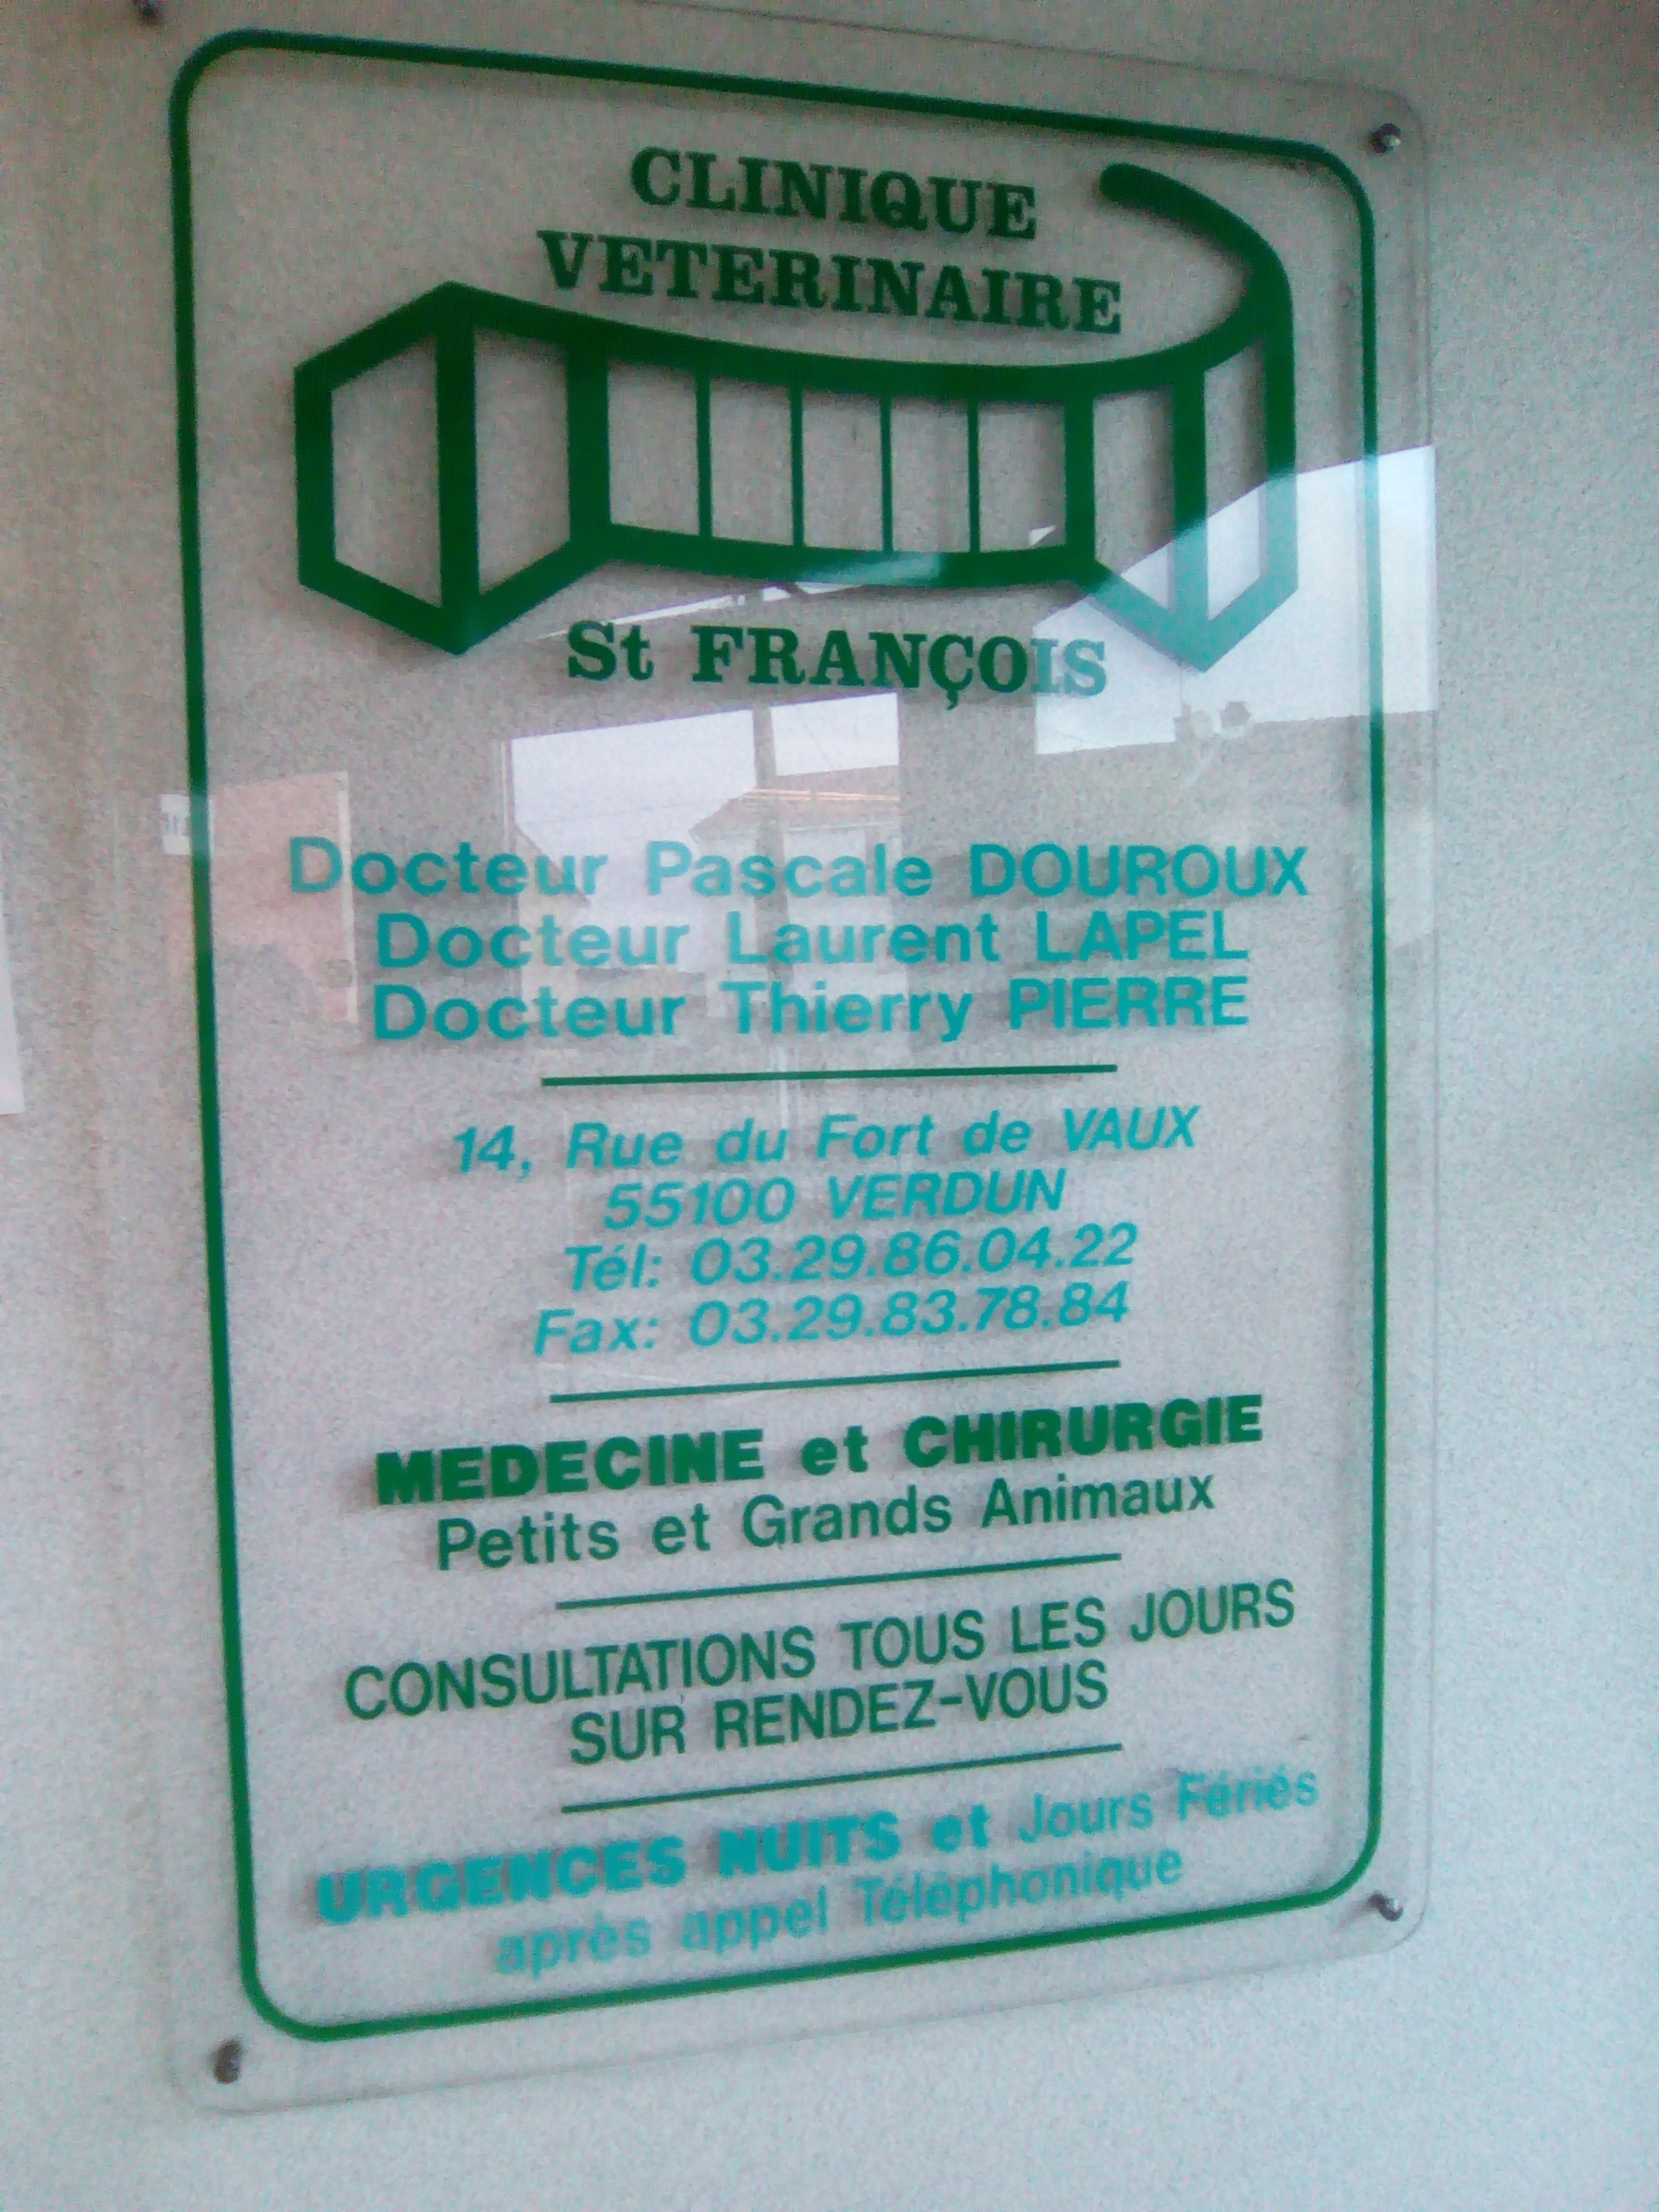 CLINIQUE
VETERINAIRE
St FRANÇOIS
Docteur Pascale DOUROUX
Docteur Laurent LAPEL
Docteur Thierry PIERRE
14, Rue du Fort de VAUX
55100 VERDUN
Tél: 03.29.86.04.22
Fax: 03.29.83.78.84
MEDECINE et CHIRURGIE
Petits et Grands Animaux
CONSULTATIONS TOUS LES JOURS
SUR RENDEZ-VOUS
URGENCES NUITS et Jours Fériés
après appel Téléphonique